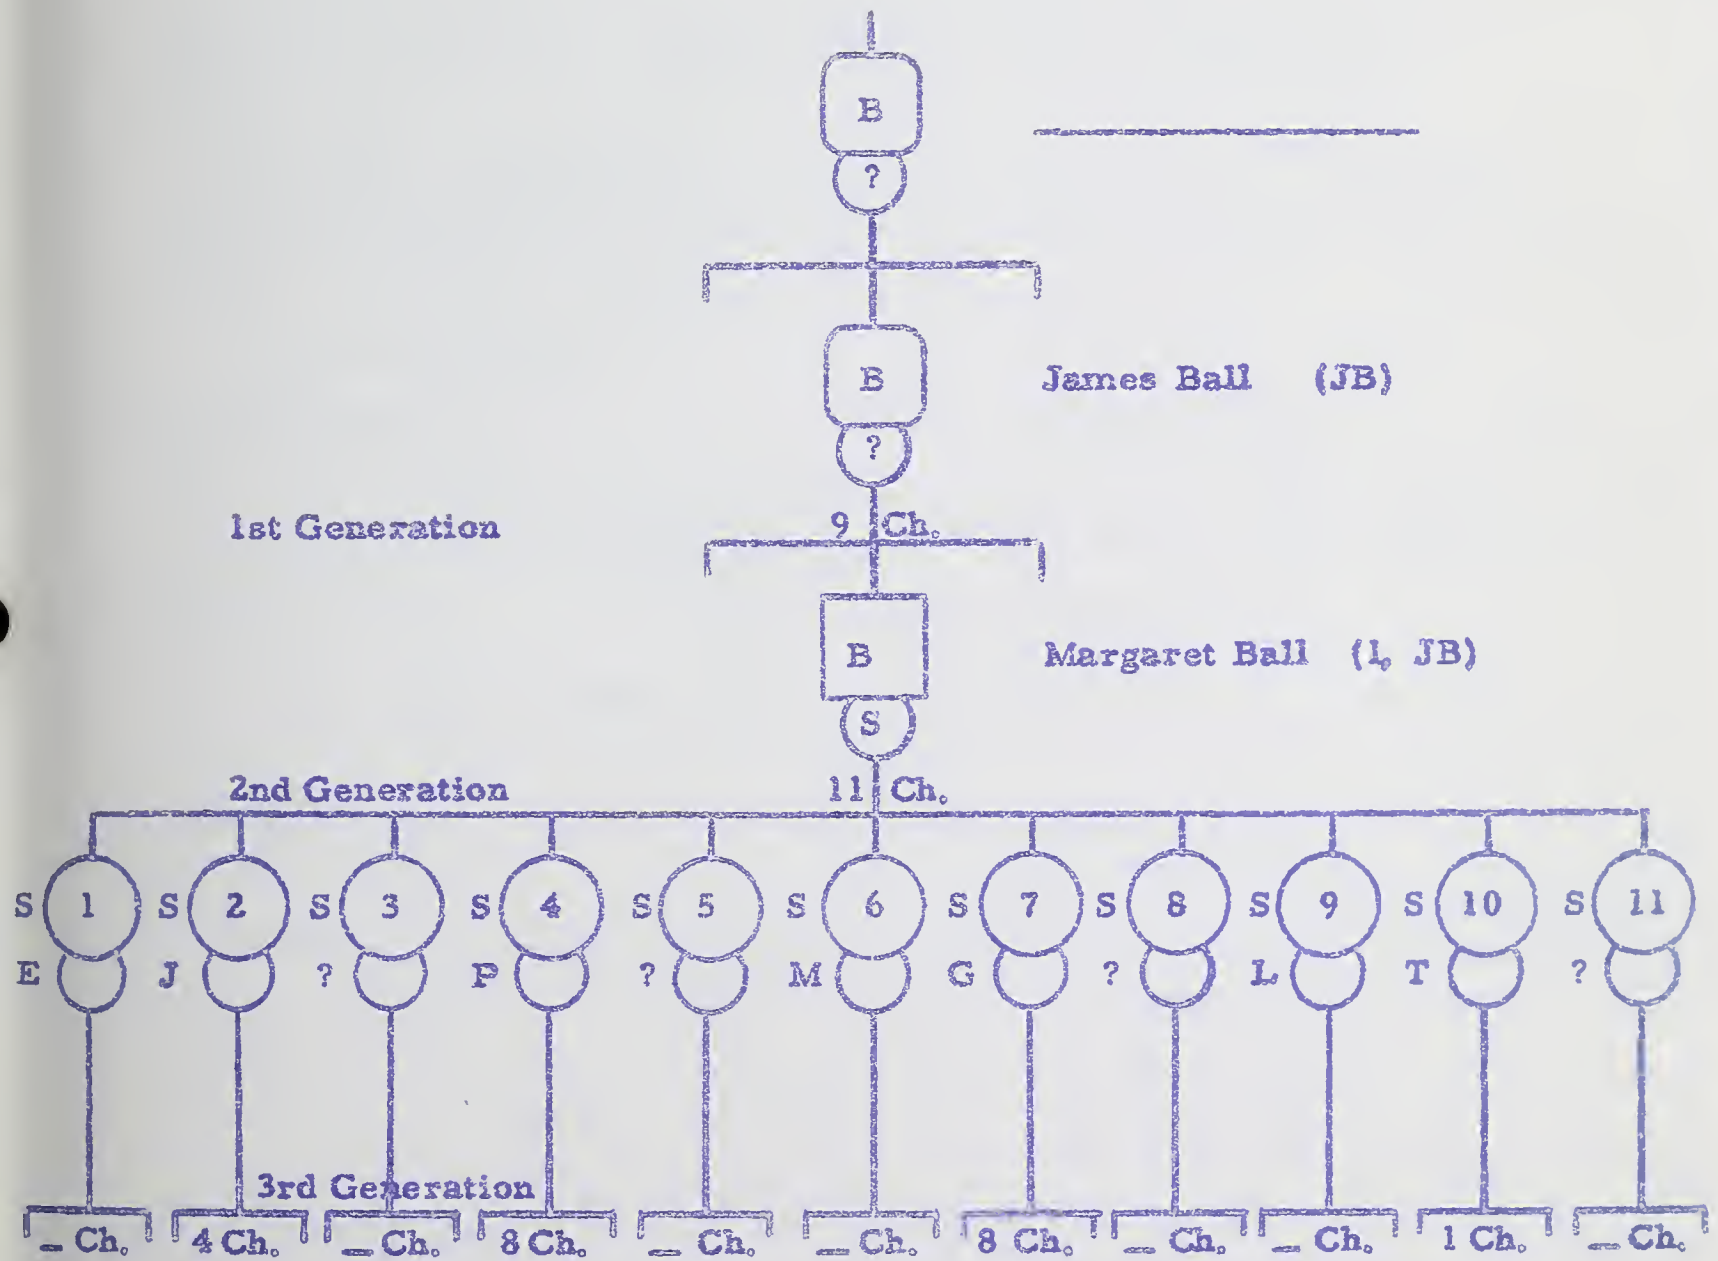 B
?
B James Ball (JB)
?
1st Generation 9 Ch.
B Margaret Ball (1, JB)
S
2nd Generation 11 Ch.
S 1 S 2 S 3 S 4 S 5 S 6 S 7 S 8 S 9 S 10 S 11
E J ? P ? M G ? L T ?
3rd Generation
_ Ch. 4 Ch. _ Ch. 8 Ch. _ Ch. _ Ch. 8 Ch. _ Ch. _ Ch. 1 Ch. _ Ch.